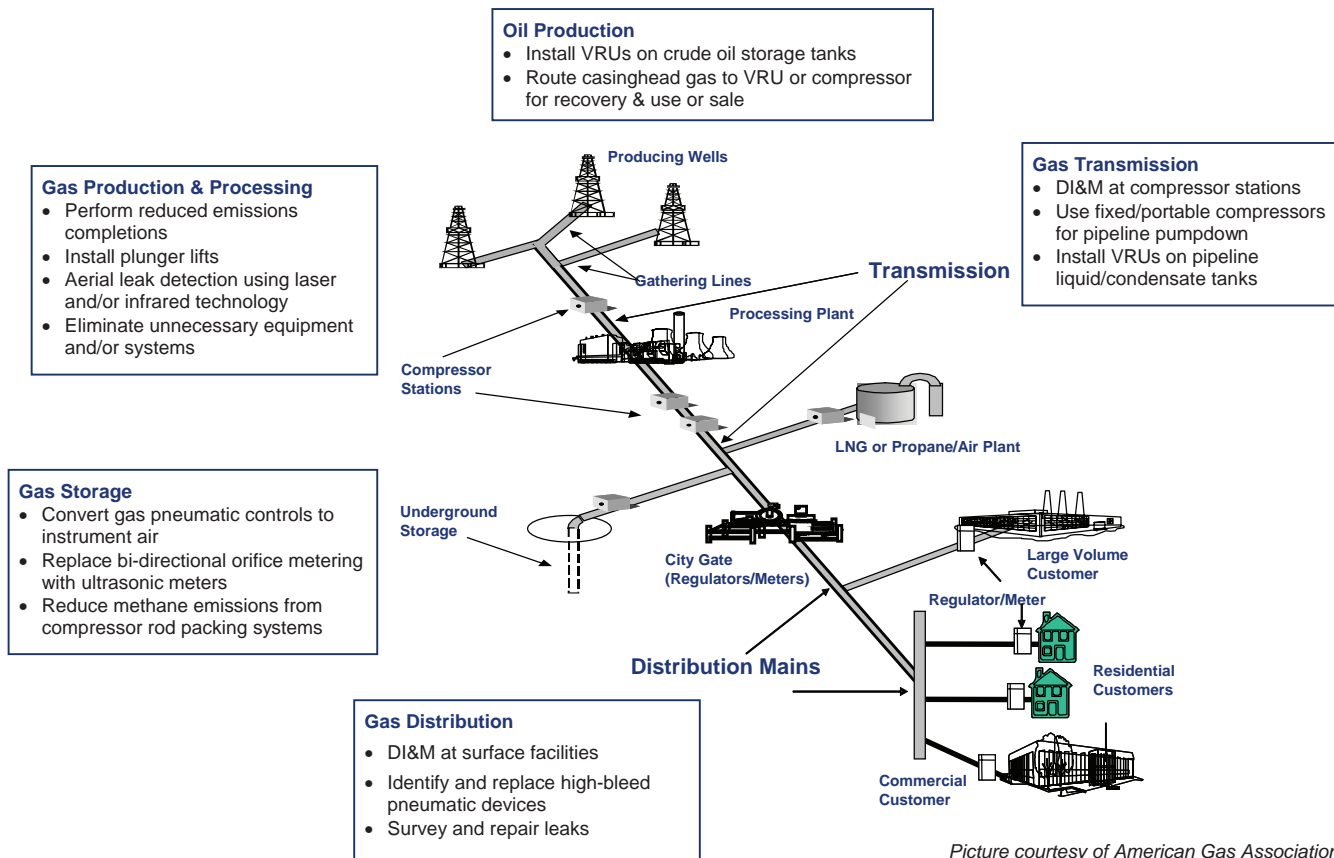 Oil Production
• Install VRUs on crude oil storage tanks
• Route casinghead gas to VRU or compressor
for recovery & use or sale
Producing Wells
Gas Production & Processing
• Perform reduced emissions
completions
• Install plunger lifts
• Aerial leak detection using laser
and/or infrared technology
• Eliminate unnecessary equipment
and/or systems
Gas Transmission
• DI&M at compressor stations
• Use fixed/portable compressors
for pipeline pumpdown
• Install VRUs on pipeline
liquid/condensate tanks
Gathering Lines
Transmission
Processing Plant
Compressor
Stations
LNG or Propane/Air Plant
Gas Storage
• Convert gas pneumatic controls to
instrument air
• Replace bi-directional orifice metering
with ultrasonic meters
• Reduce methane emissions from
compressor rod packing systems
Underground
Storage
City Gate
(Regulators/Meters)
Large Volume
Customer
Regulator/Meter
Distribution Mains
Residential
Customers
Gas Distribution
• DI&M at surface facilities
• Identify and replace high-bleed
pneumatic devices
• Survey and repair leaks
Commercial
Customer
Picture courtesy of American Gas Association